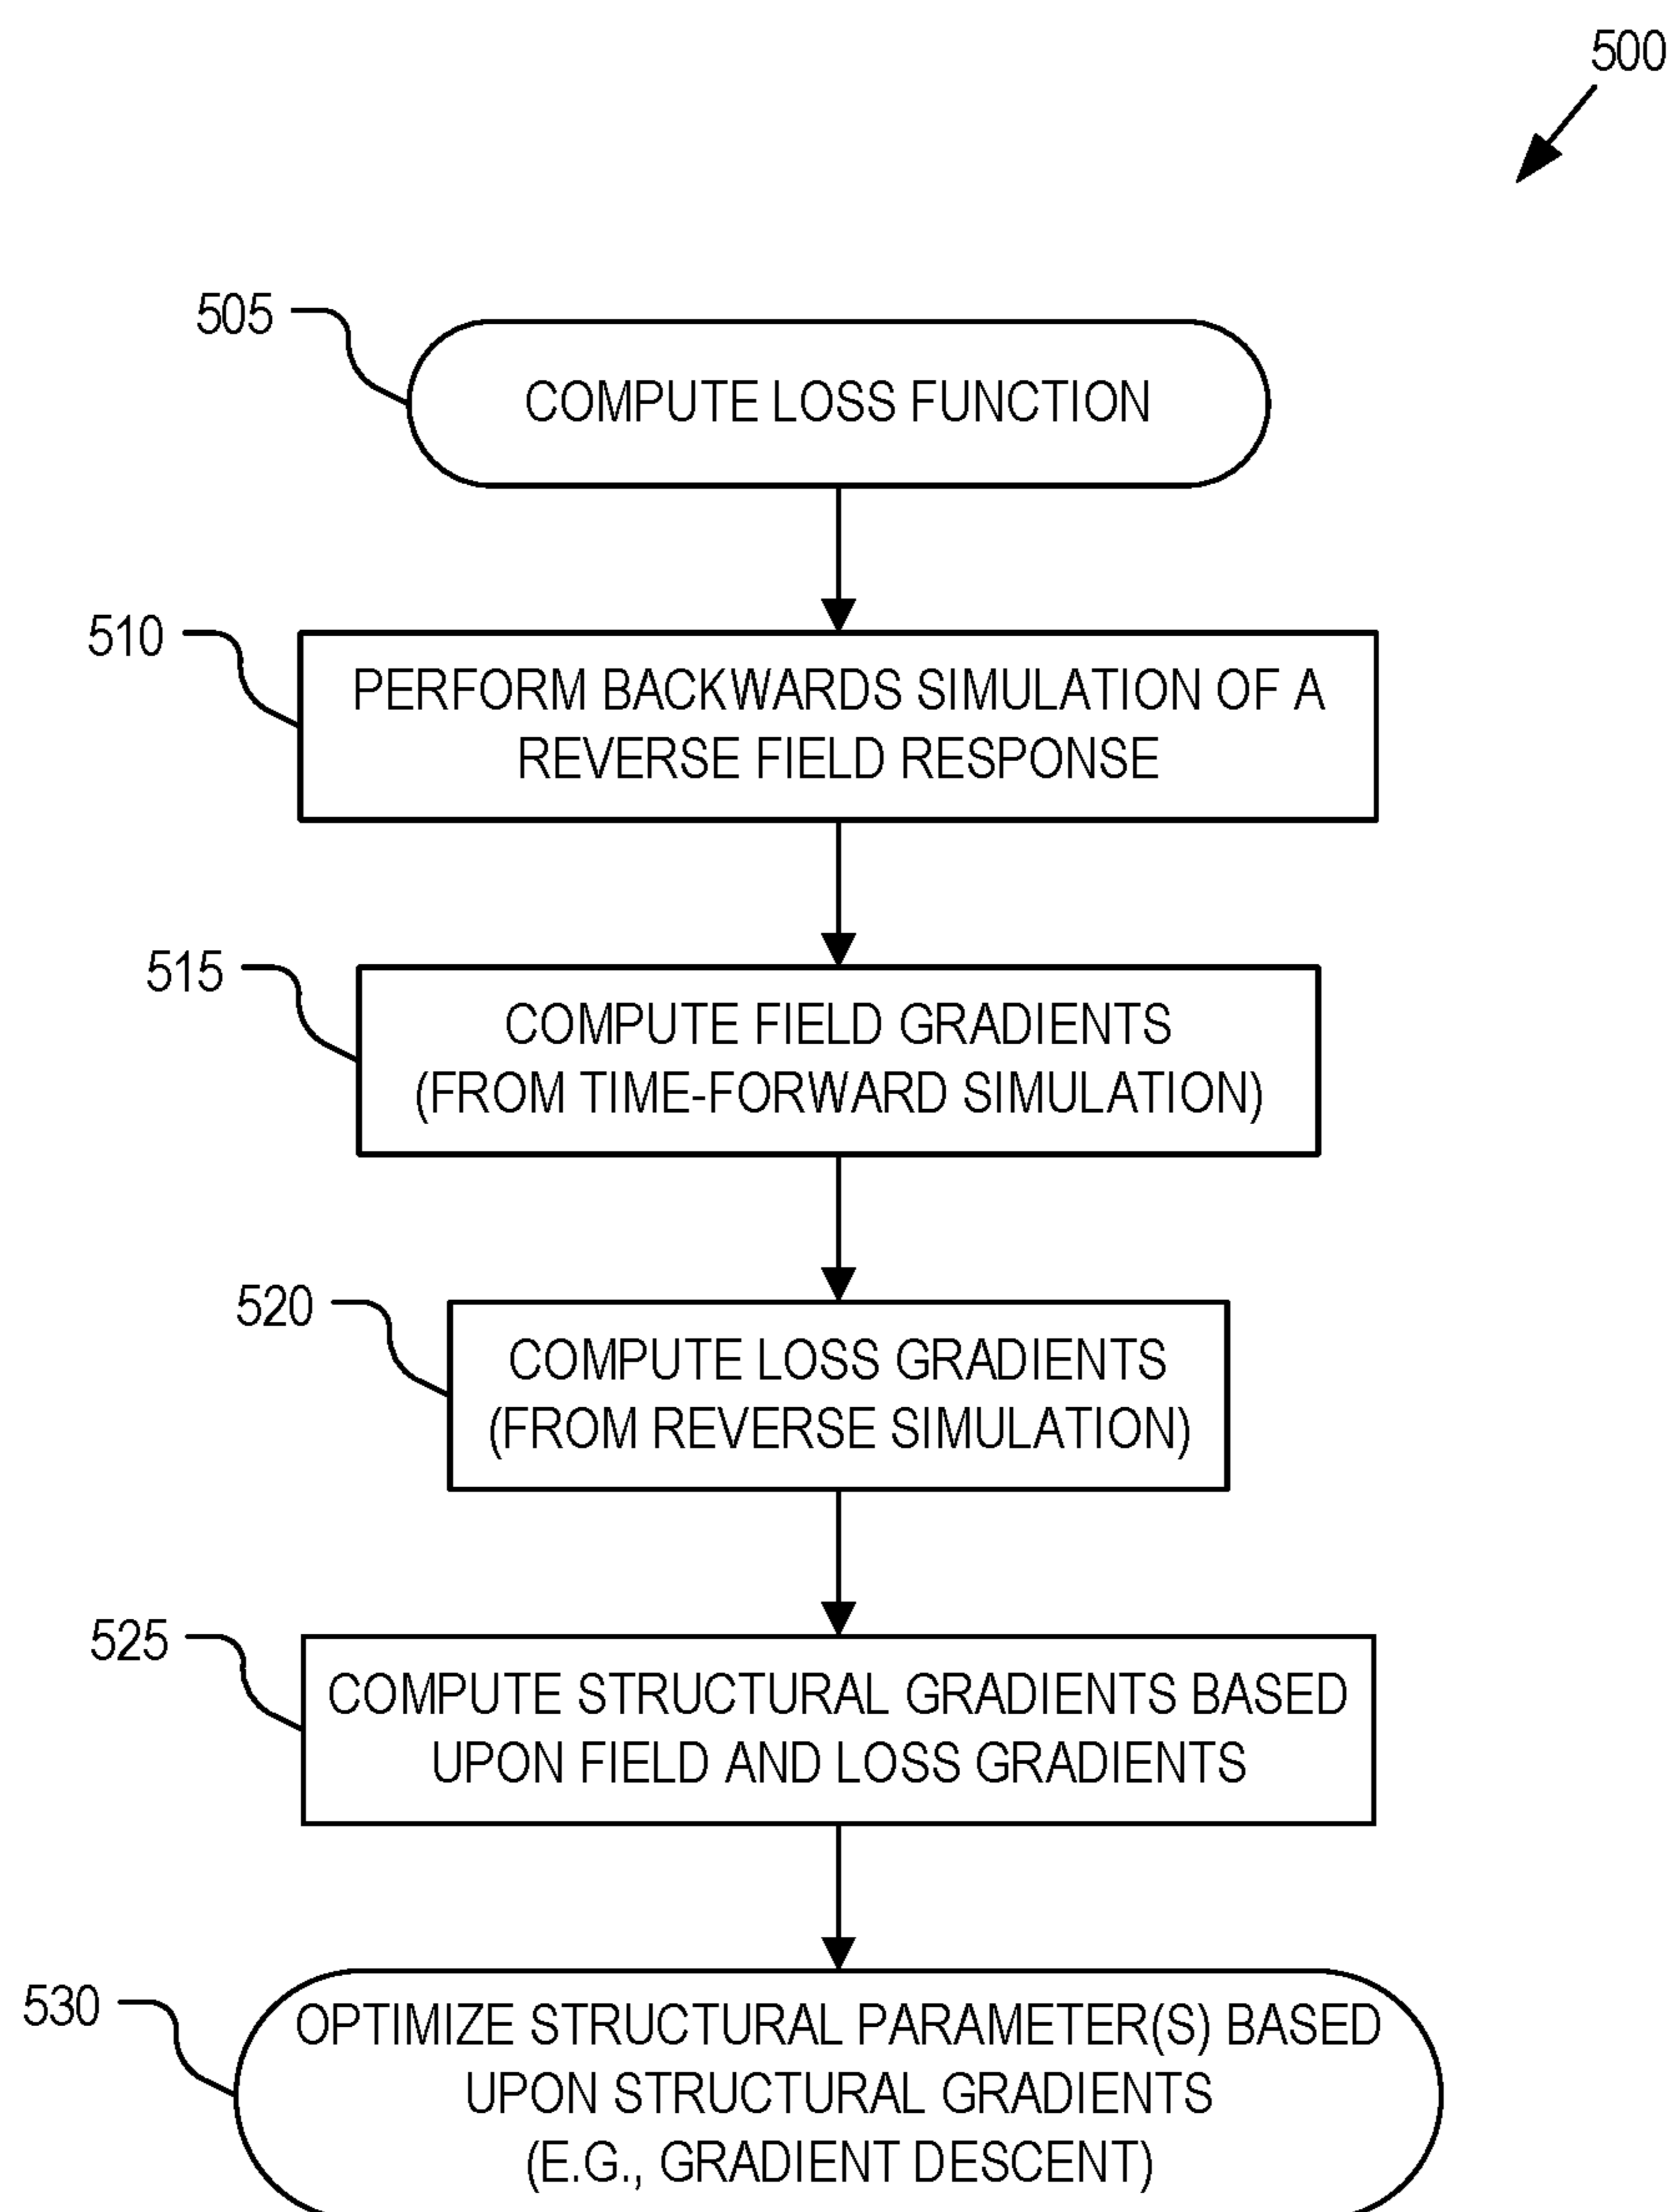 500
505
COMPUTE LOSS FUNCTION
510
PERFORM BACKWARDS SIMULATION OF A
REVERSE FIELD RESPONSE
515
COMPUTE FIELD GRADIENTS
(FROM TIME-FORWARD SIMULATION)
520
COMPUTE LOSS GRADIENTS
(FROM REVERSE SIMULATION)
525
COMPUTE STRUCTURAL GRADIENTS BASED
UPON FIELD AND LOSS GRADIENTS
530
OPTIMIZE STRUCTURAL PARAMETER(S) BASED
UPON STRUCTURAL GRADIENTS
(E.G., GRADIENT DESCENT)